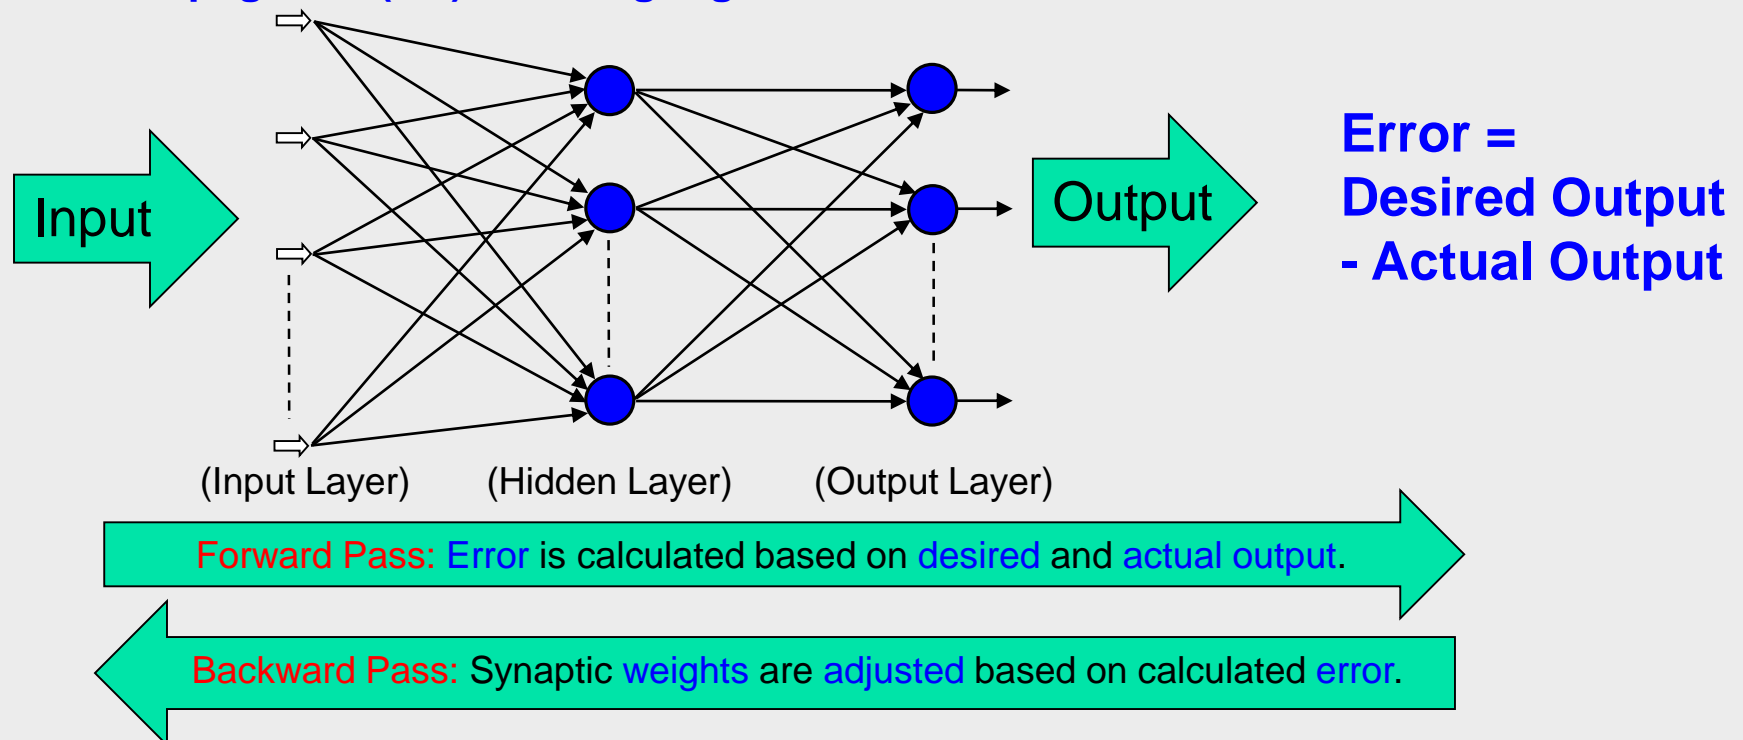 Input
Output
Error =
Desired Output
- Actual Output
(Input Layer) (Hidden Layer) (Output Layer)
Forward Pass: Error is calculated based on desired and actual output.
Backward Pass: Synaptic weights are adjusted based on calculated error.